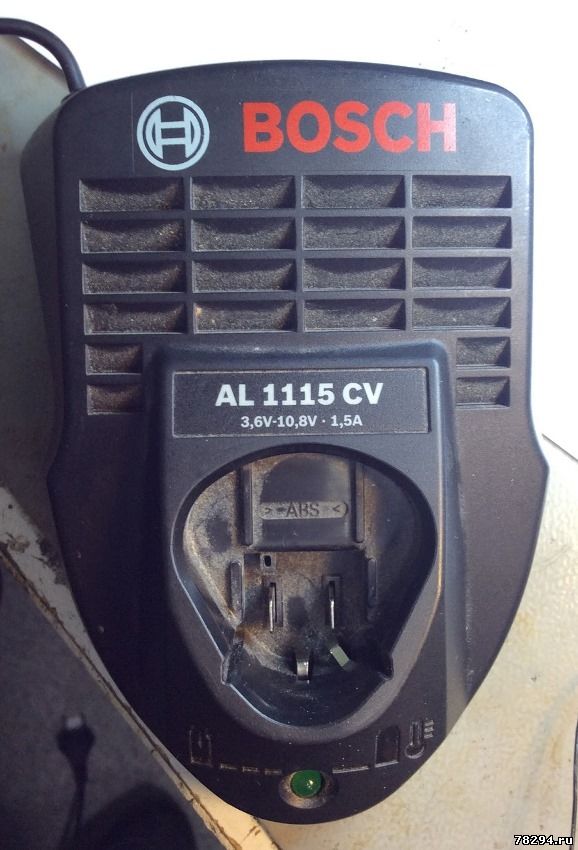 BOSCH
AL 1115 CV
3,6V-10,8V · 1,5A
> ABS <
78294.ru